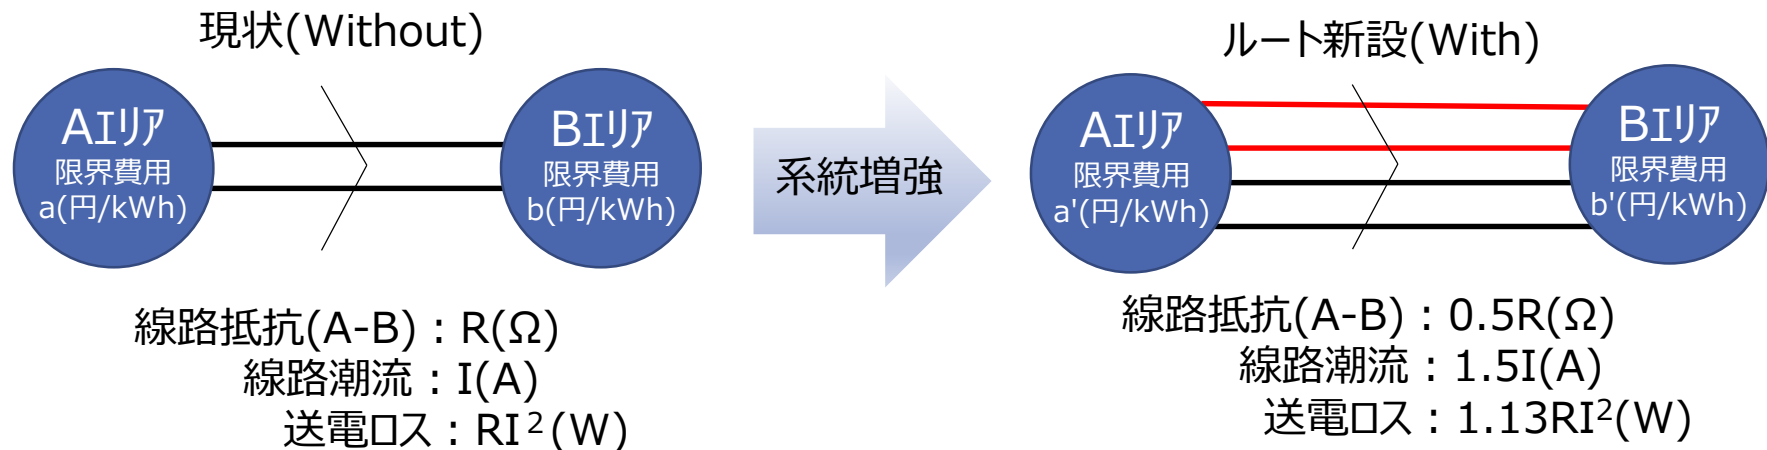 現状(Without)
Aエリア
限界費用
a(円/kWh)
Bエリア
限界費用
b(円/kWh)
線路抵抗(A-B)：R(Ω)
線路潮流：I(A)
送電ロス：RI²(W)
系統増強
ルート新設(With)
Aエリア
限界費用
a'(円/kWh)
Bエリア
限界費用
b'(円/kWh)
線路抵抗(A-B)：0.5R(Ω)
線路潮流：1.5I(A)
送電ロス：1.13RI²(W)